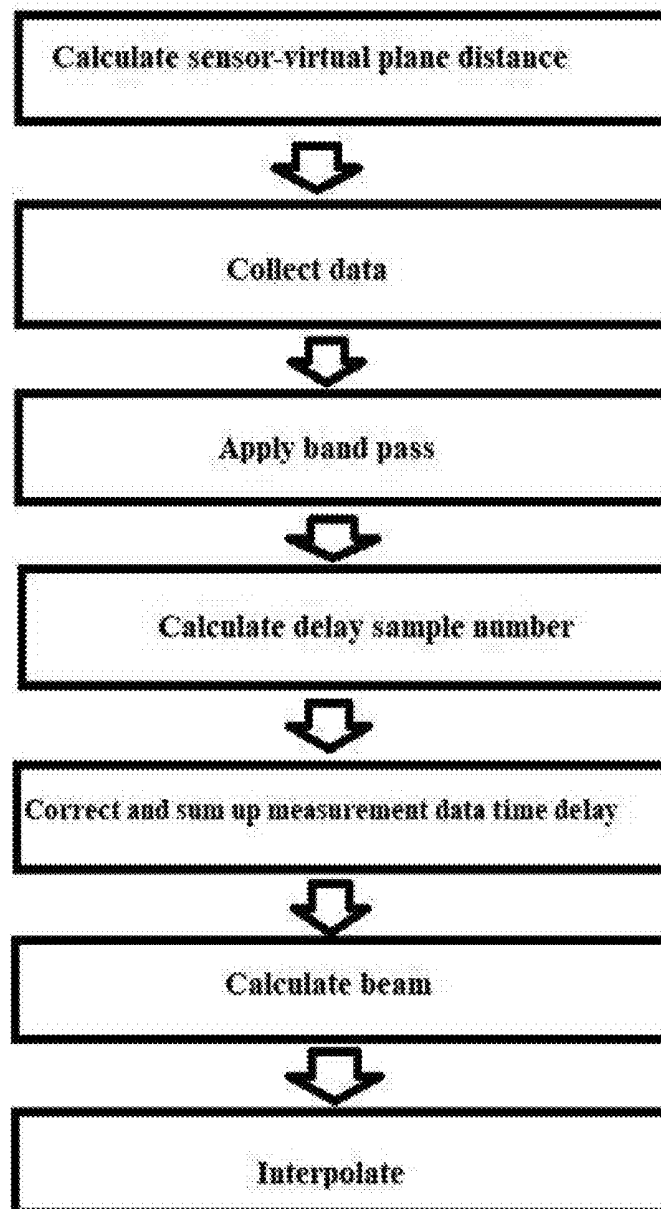 Calculate sensor-virtual plane distance
Collect data
Apply band pass
Calculate delay sample number
Correct and sum up measurement data time delay
Calculate beam
Interpolate